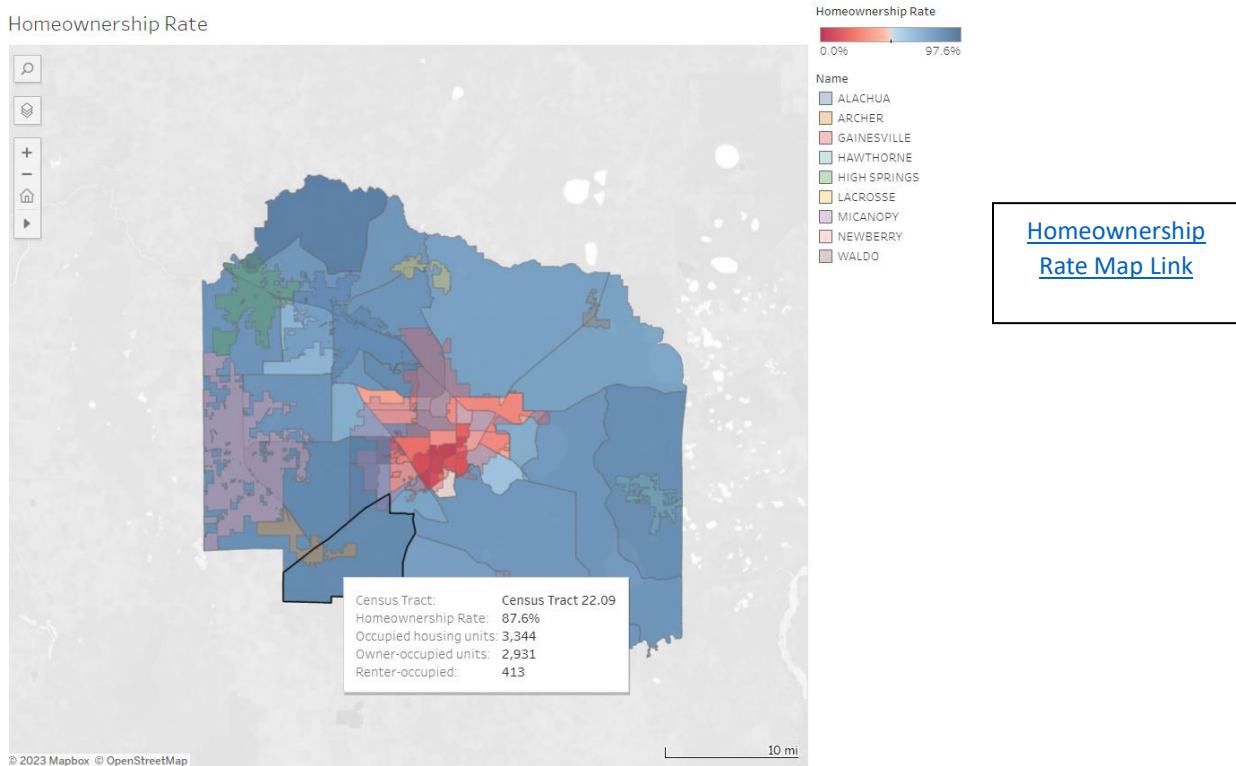 Homeownership Rate
Homeownership Rate
0.0% 97.6%
Name
ALACHUA
ARCHER
GAINESVILLE
HAWTHORNE
HIGH SPRINGS
LACROSSE
MICANOPY
NEWBERRY
WALDO
Homeownership
Rate Map Link
Census Tract: Census Tract 22.09
Homeownership Rate: 87.6%
Occupied housing units: 3,344
Owner-occupied units: 2,931
Renter-occupied: 413
10 mi
© 2023 Mapbox © OpenStreetMap